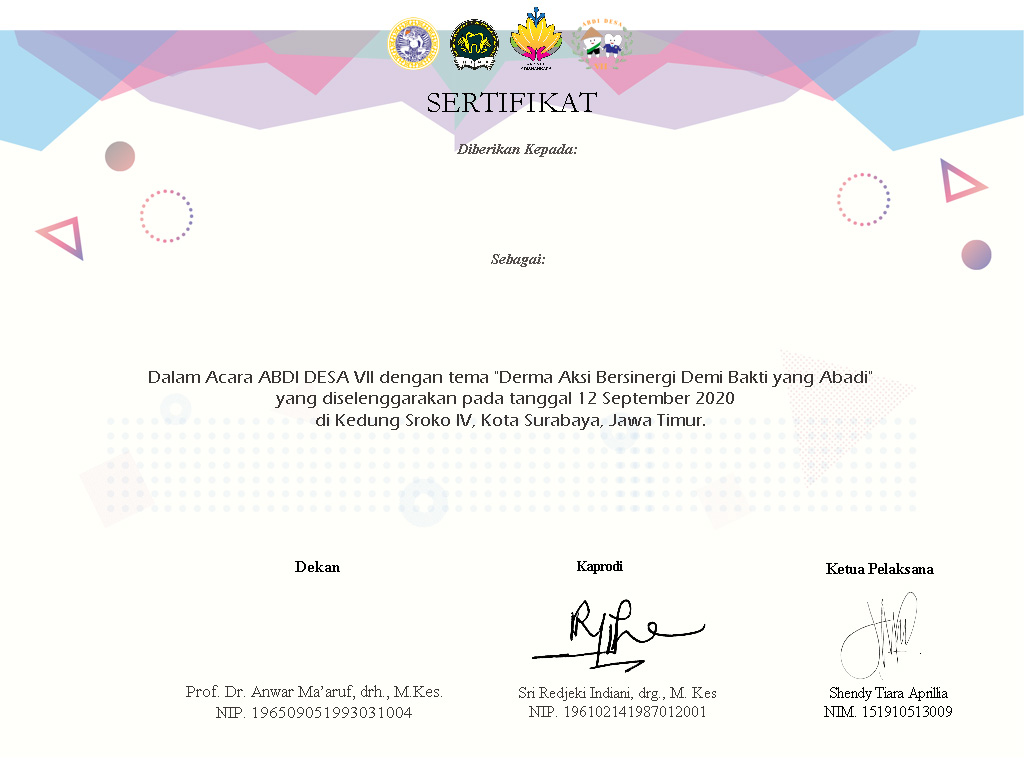 ABDI DESA
SERTIFIKAT
Diberikan Kepada:
Sebagai:
Dalam Acara ABDI DESA VII dengan tema "Derma Aksi Bersinergi Demi Bakti yang Abadi"
yang diselenggarakan pada tanggal 12 September 2020
di Kedung Sroko IV, Kota Surabaya, Jawa Timur.
Dekan
Kaprodi
Ketua Pelaksana
Prof. Dr. Anwar Ma’aruf, drh., M.Kes.
NIP. 196509051993031004
Sri Redjeki Indiani, drg., M. Kes
NIP. 196102141987012001
Shendy Tiara Aprillia
NIM. 151910513009